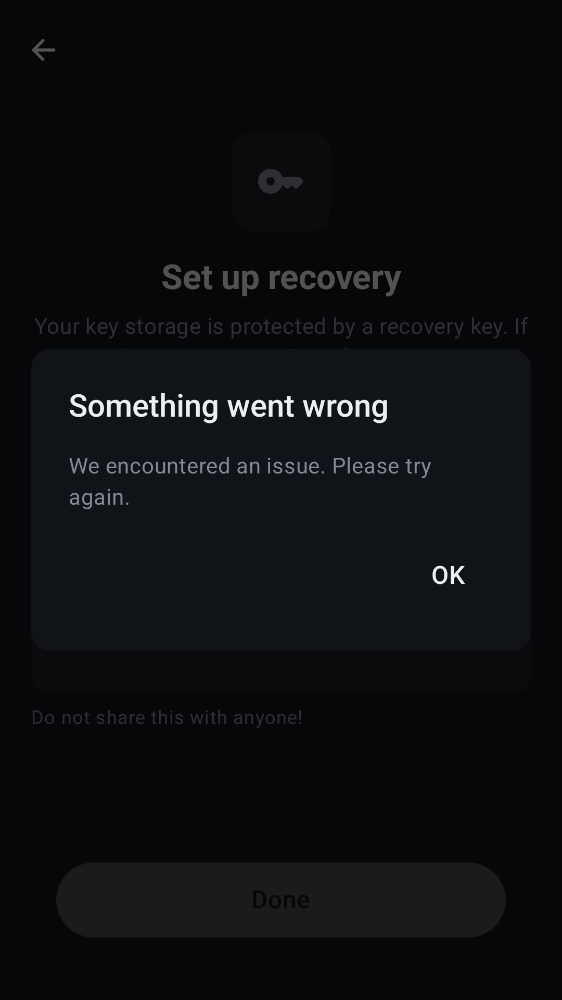 Set up recovery
Your key storage is protected by a recovery key. If
Something went wrong
We encountered an issue. Please try
again.
OK
Do not share this with anyone!
Done